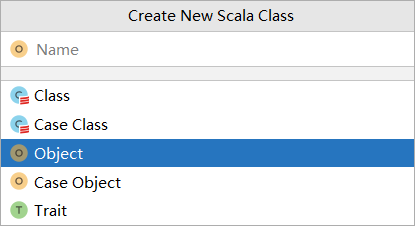 Create New Scala Class
O Name
C Class
C Case Class
O Object
O Case Object
T Trait